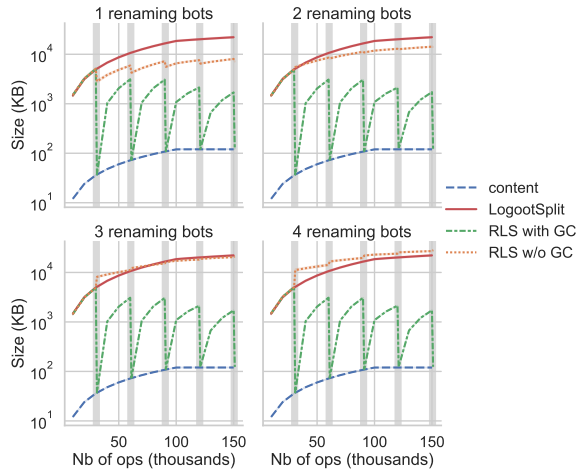 1 renaming bots
2 renaming bots
Size (KB)
10^4
10^3
10^2
10^1
content
LogootSplit
RLS with GC
RLS w/o GC
3 renaming bots
4 renaming bots
Size (KB)
10^4
10^3
10^2
10^1
50 100 150
50 100 150
Nb of ops (thousands)
Nb of ops (thousands)